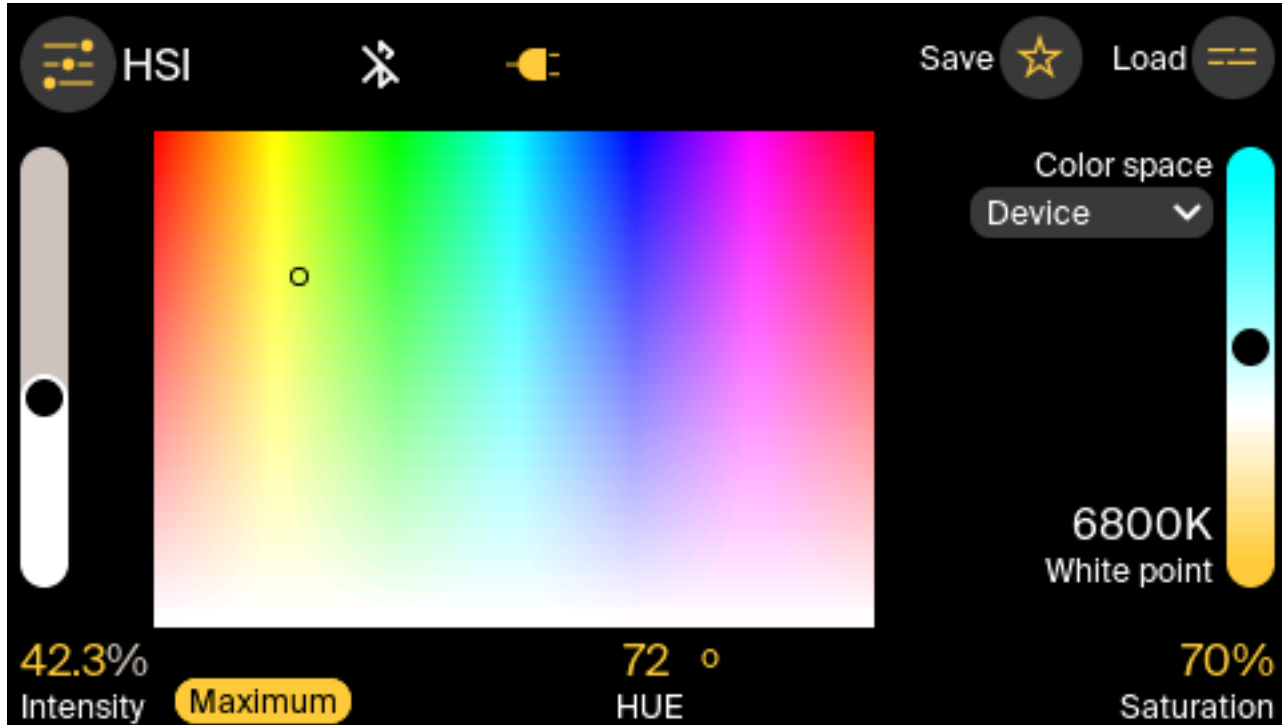 HSI
Save
Load
Color space
Device
6800K
White point
42.3%
Intensity
Maximum
72 °
HUE
70%
Saturation